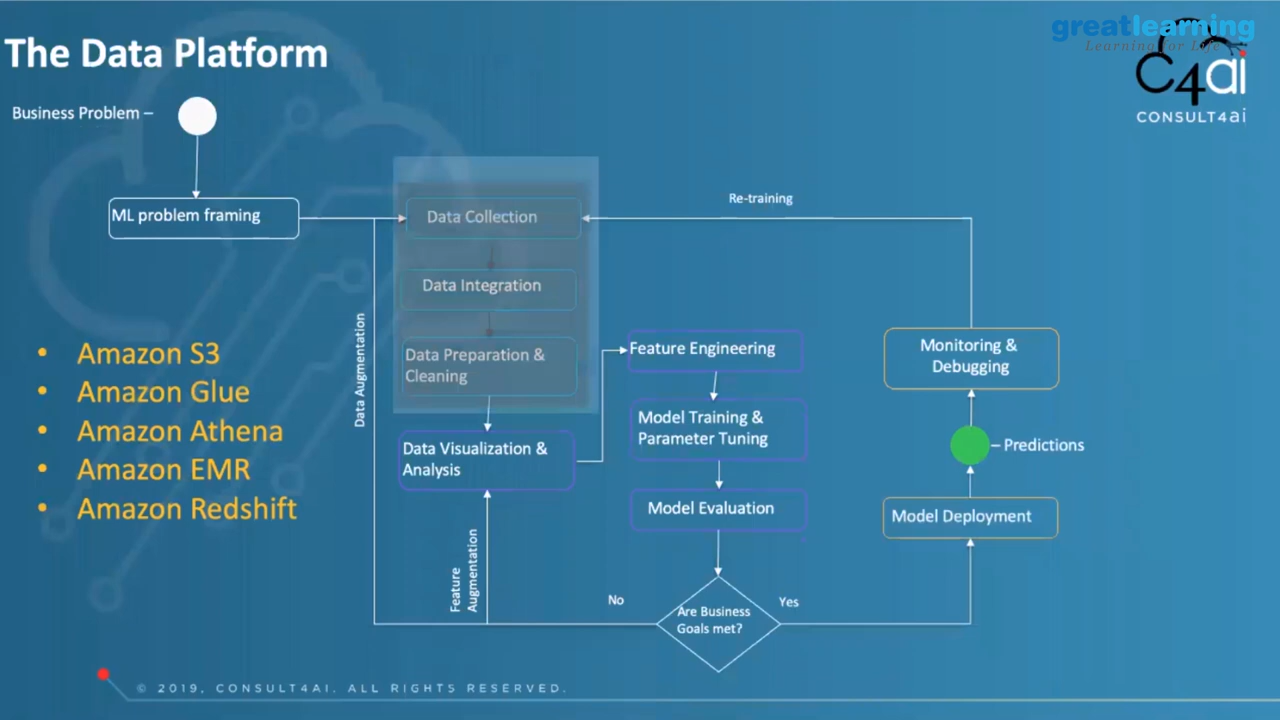 greatlearning
Learning for Life
C4ai
CONSULT4ai
The Data Platform
Business Problem –
ML problem framing
Data Collection
Re-training
Data Integration
Data Preparation &
Cleaning
Data Augmentation
Data Visualization &
Analysis
Feature
Augmentation
Feature Engineering
Model Training &
Parameter Tuning
Model Evaluation
Are Business
Goals met?
No
Yes
Monitoring &
Debugging
– Predictions
Model Deployment
• Amazon S3
• Amazon Glue
• Amazon Athena
• Amazon EMR
• Amazon Redshift
© 2019, CONSULT4AI. ALL RIGHTS RESERVED.